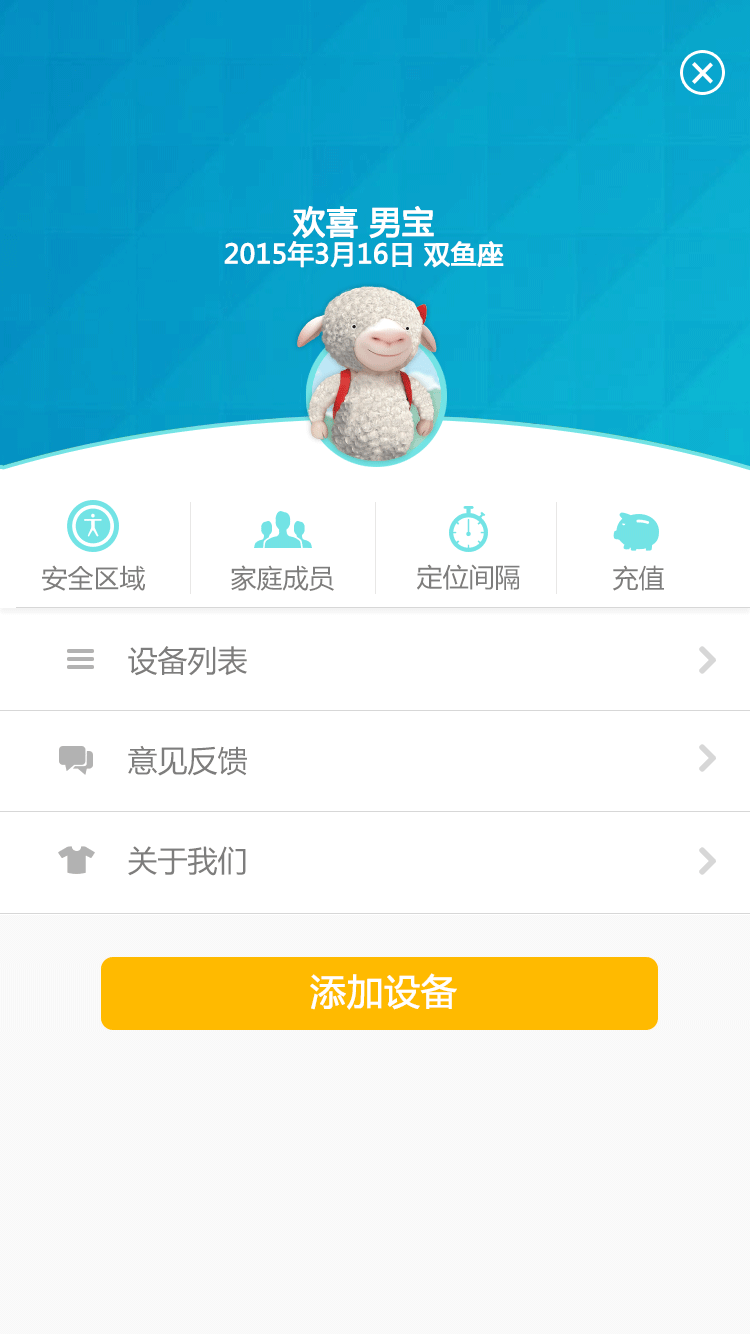 欢喜 男宝
2015年3月16日 双鱼座
安全区域 家庭成员 定位间隔 充值
设备列表
意见反馈
关于我们
添加设备